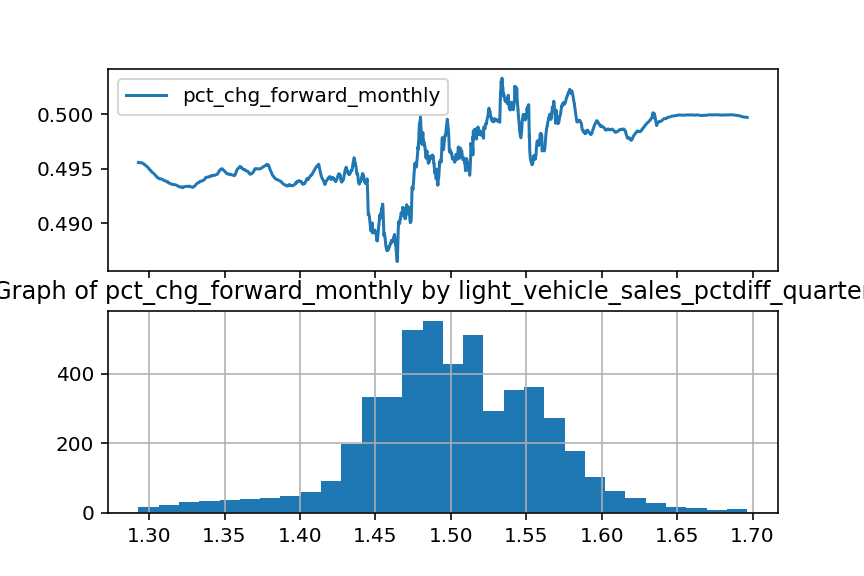 pct_chg_forward_monthly
0.500
0.495
0.490
Graph of pct_chg_forward_monthly by light_vehicle_sales_pctdiff_quarter
400
200
0
1.30 1.35 1.40 1.45 1.50 1.55 1.60 1.65 1.70